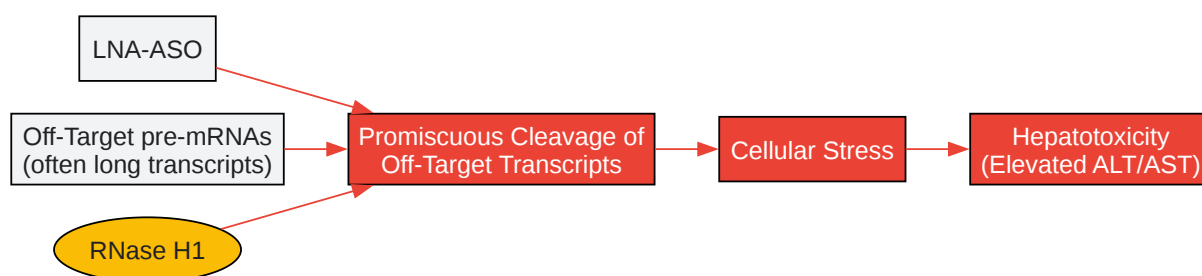 LNA-ASO
Off-Target pre-mRNAs
(often long transcripts)
RNase H1
Promiscuous Cleavage of
Off-Target Transcripts
Cellular Stress
Hepatotoxicity
(Elevated ALT/AST)